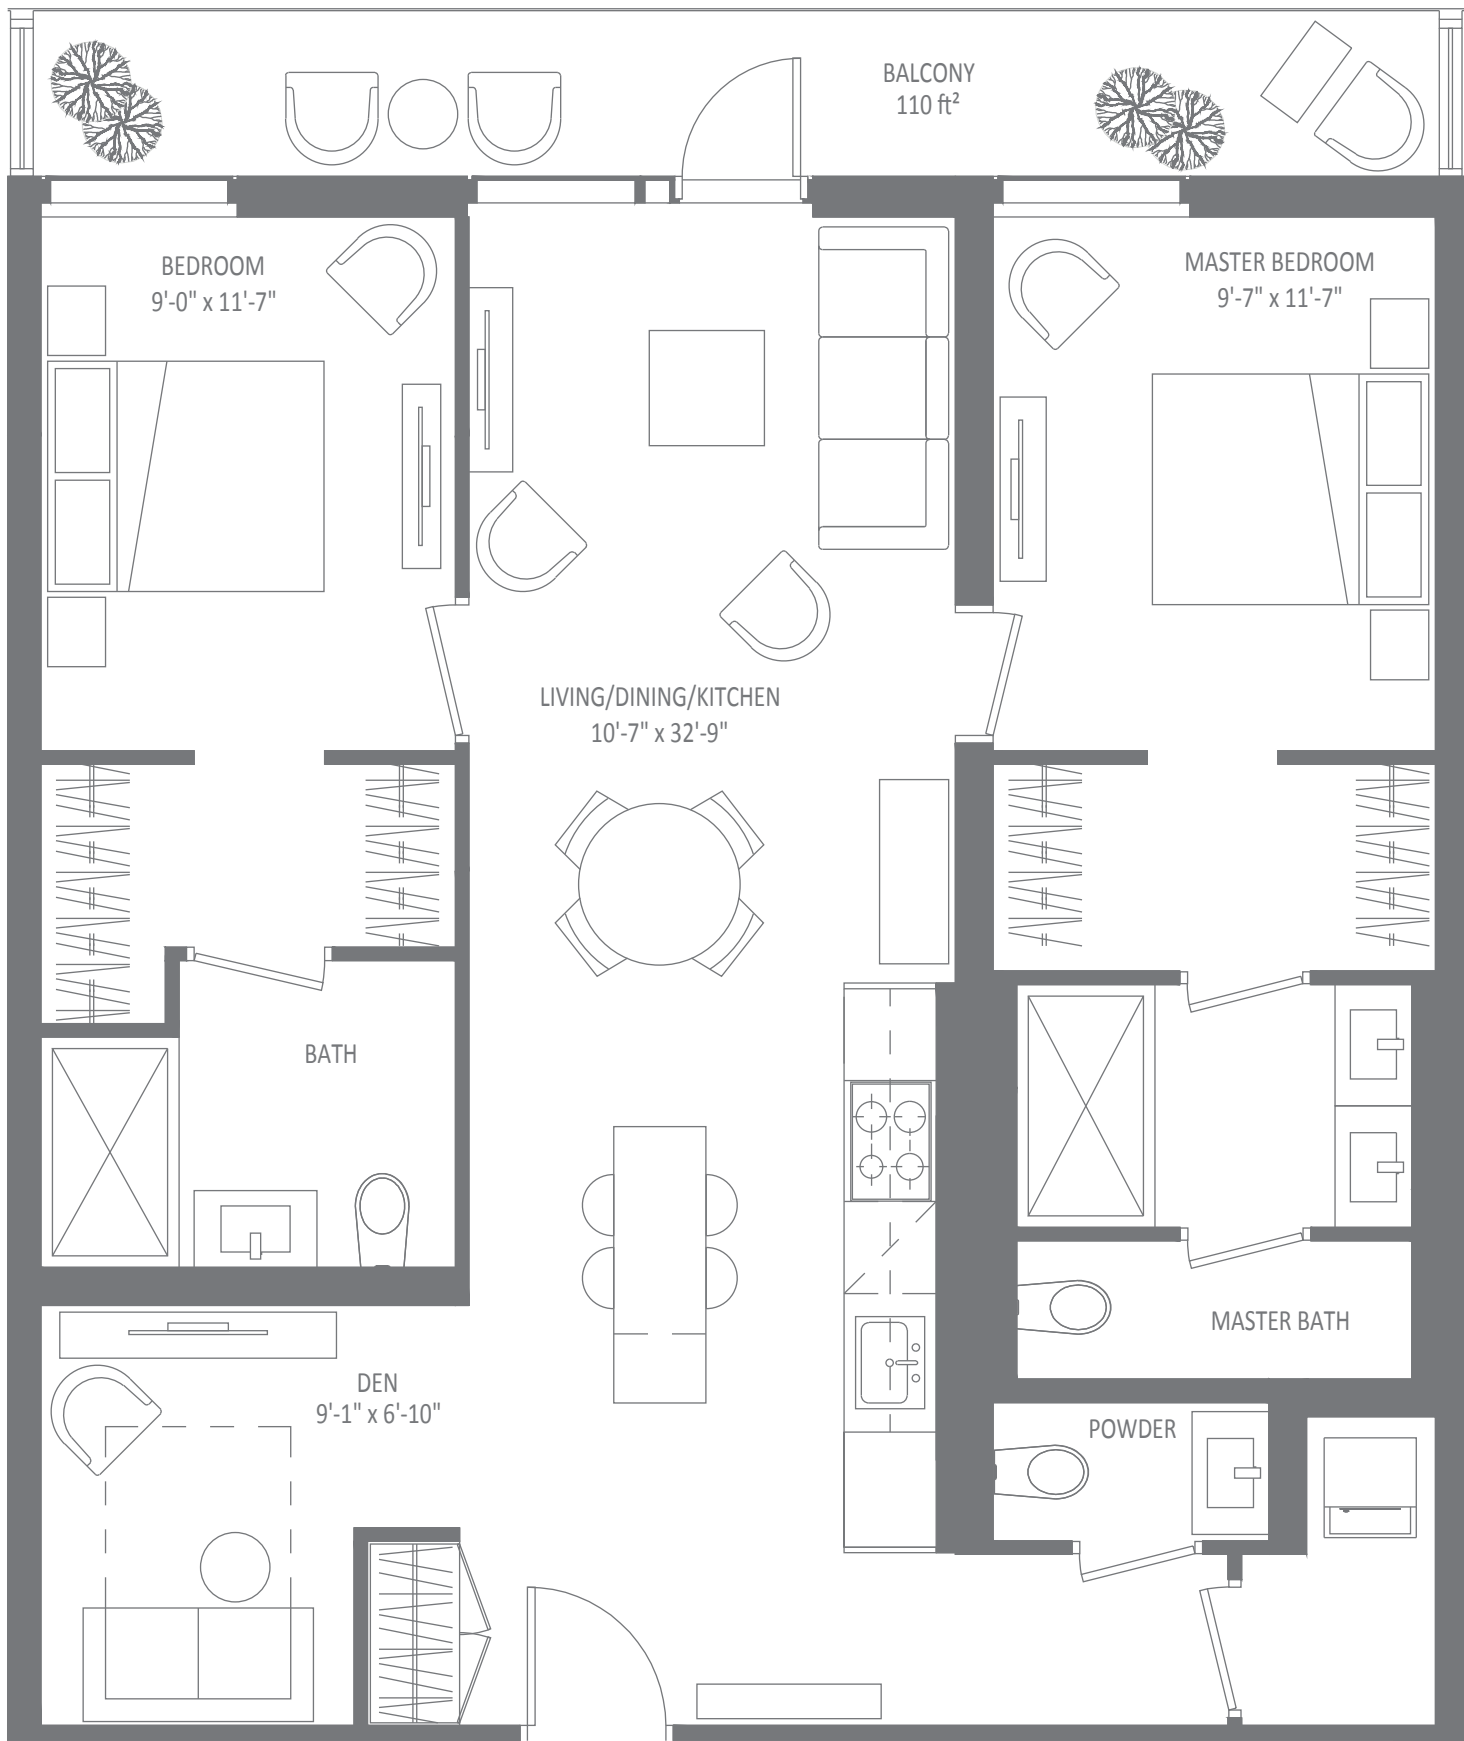 BALCONY
110 ft²
BEDROOM
9'-0" x 11'-7"
MASTER BEDROOM
9'-7" x 11'-7"
LIVING/DINING/KITCHEN
10'-7" x 32'-9"
BATH
MASTER BATH
DEN
9'-1" x 6'-10"
POWDER